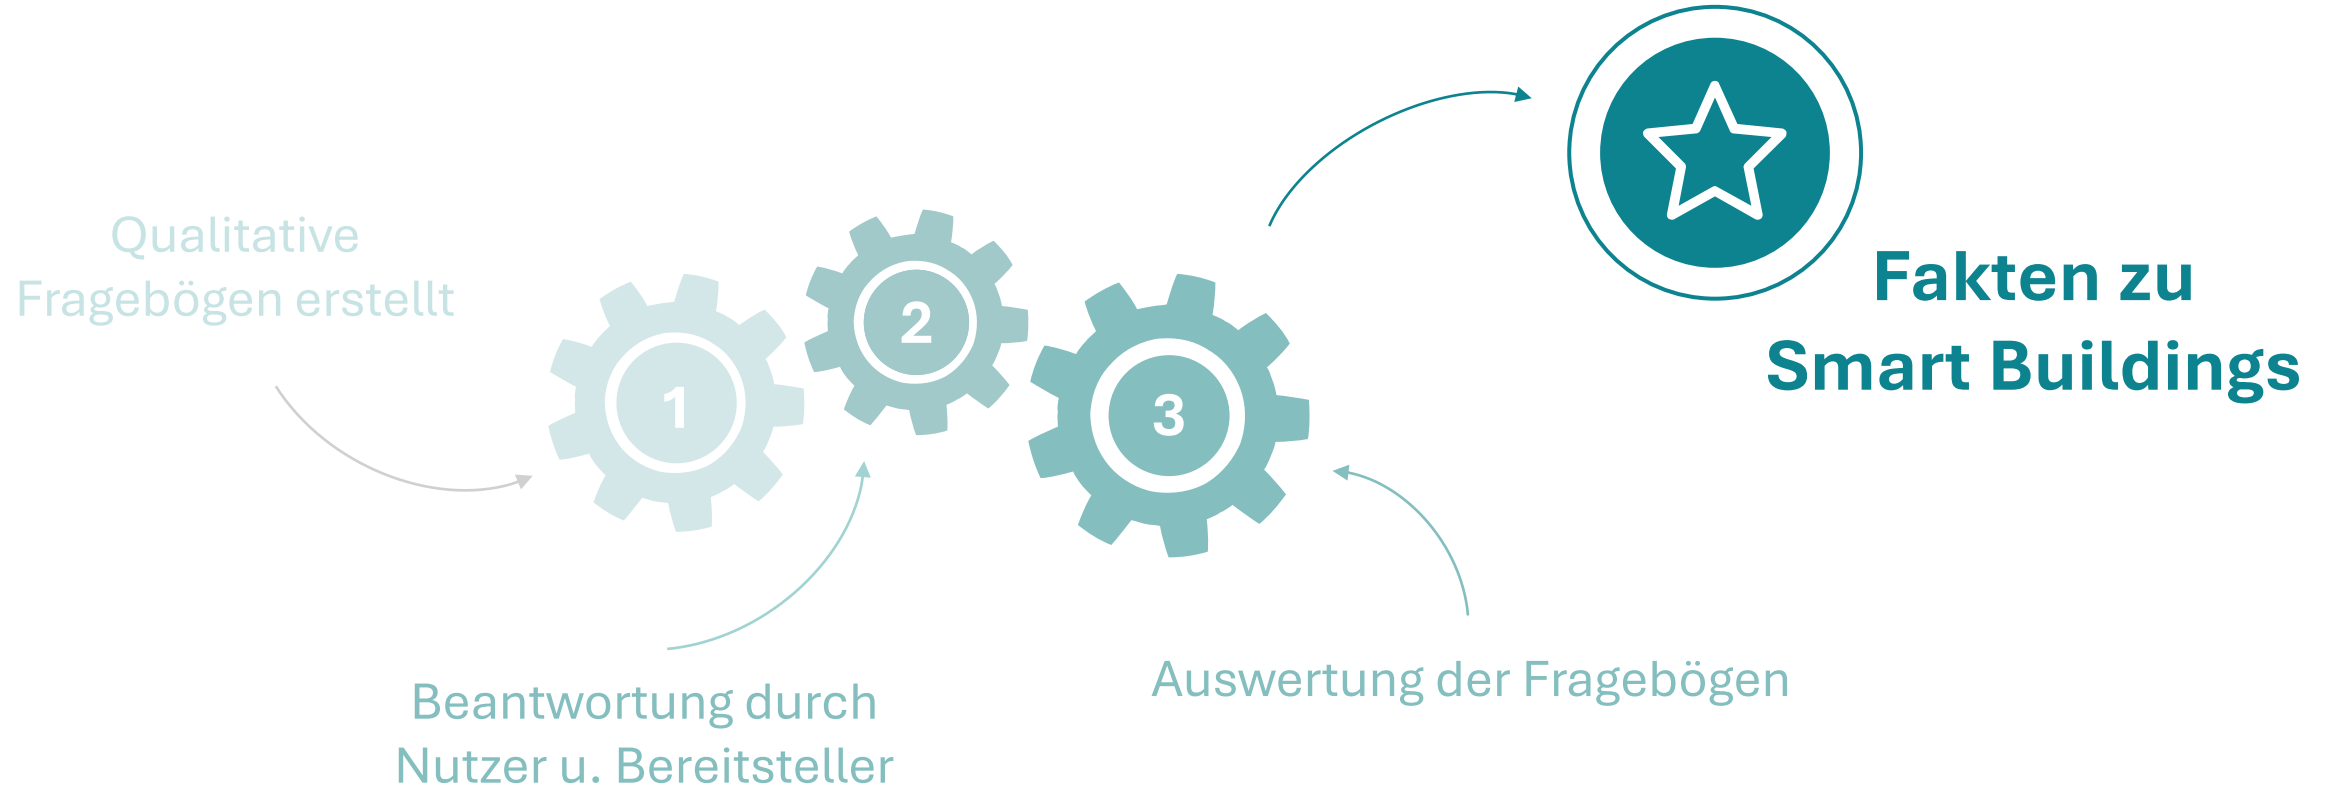 Qualitative
Fragebögen erstellt
1
2
3
Beantwortung durch
Nutzer u. Bereitsteller
Auswertung der Fragebögen
Fakten zu
Smart Buildings